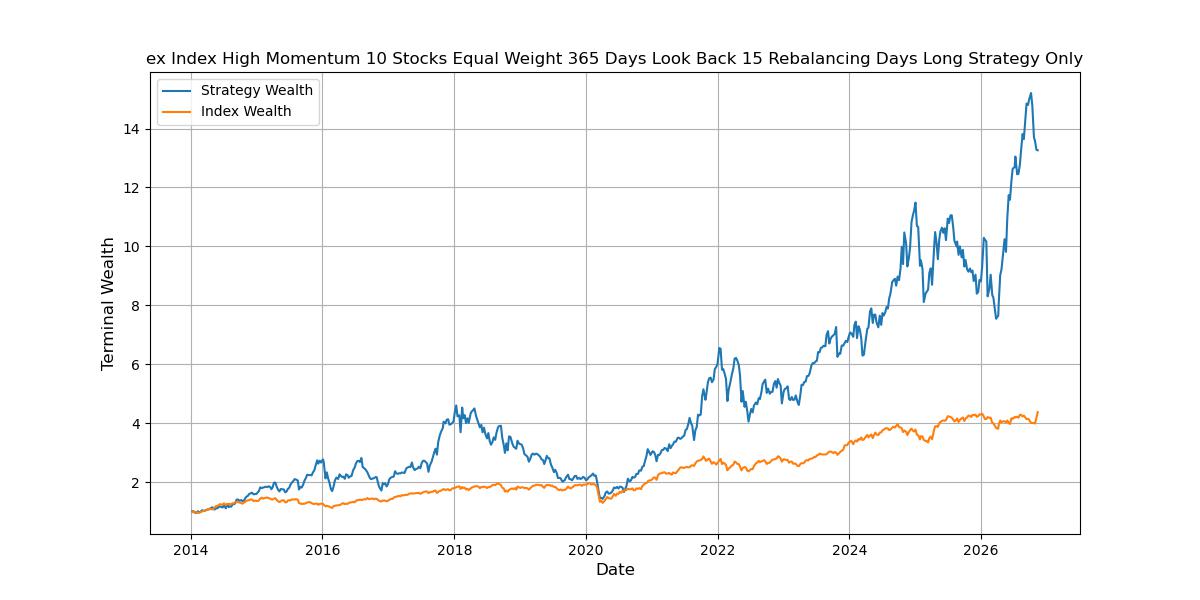 ex Index High Momentum 10 Stocks Equal Weight 365 Days Look Back 15 Rebalancing Days Long Strategy Only
Strategy Wealth
Index Wealth
Terminal Wealth
14
12
10
8
6
4
2
2014 2016 2018 2020 2022 2024 2026
Date